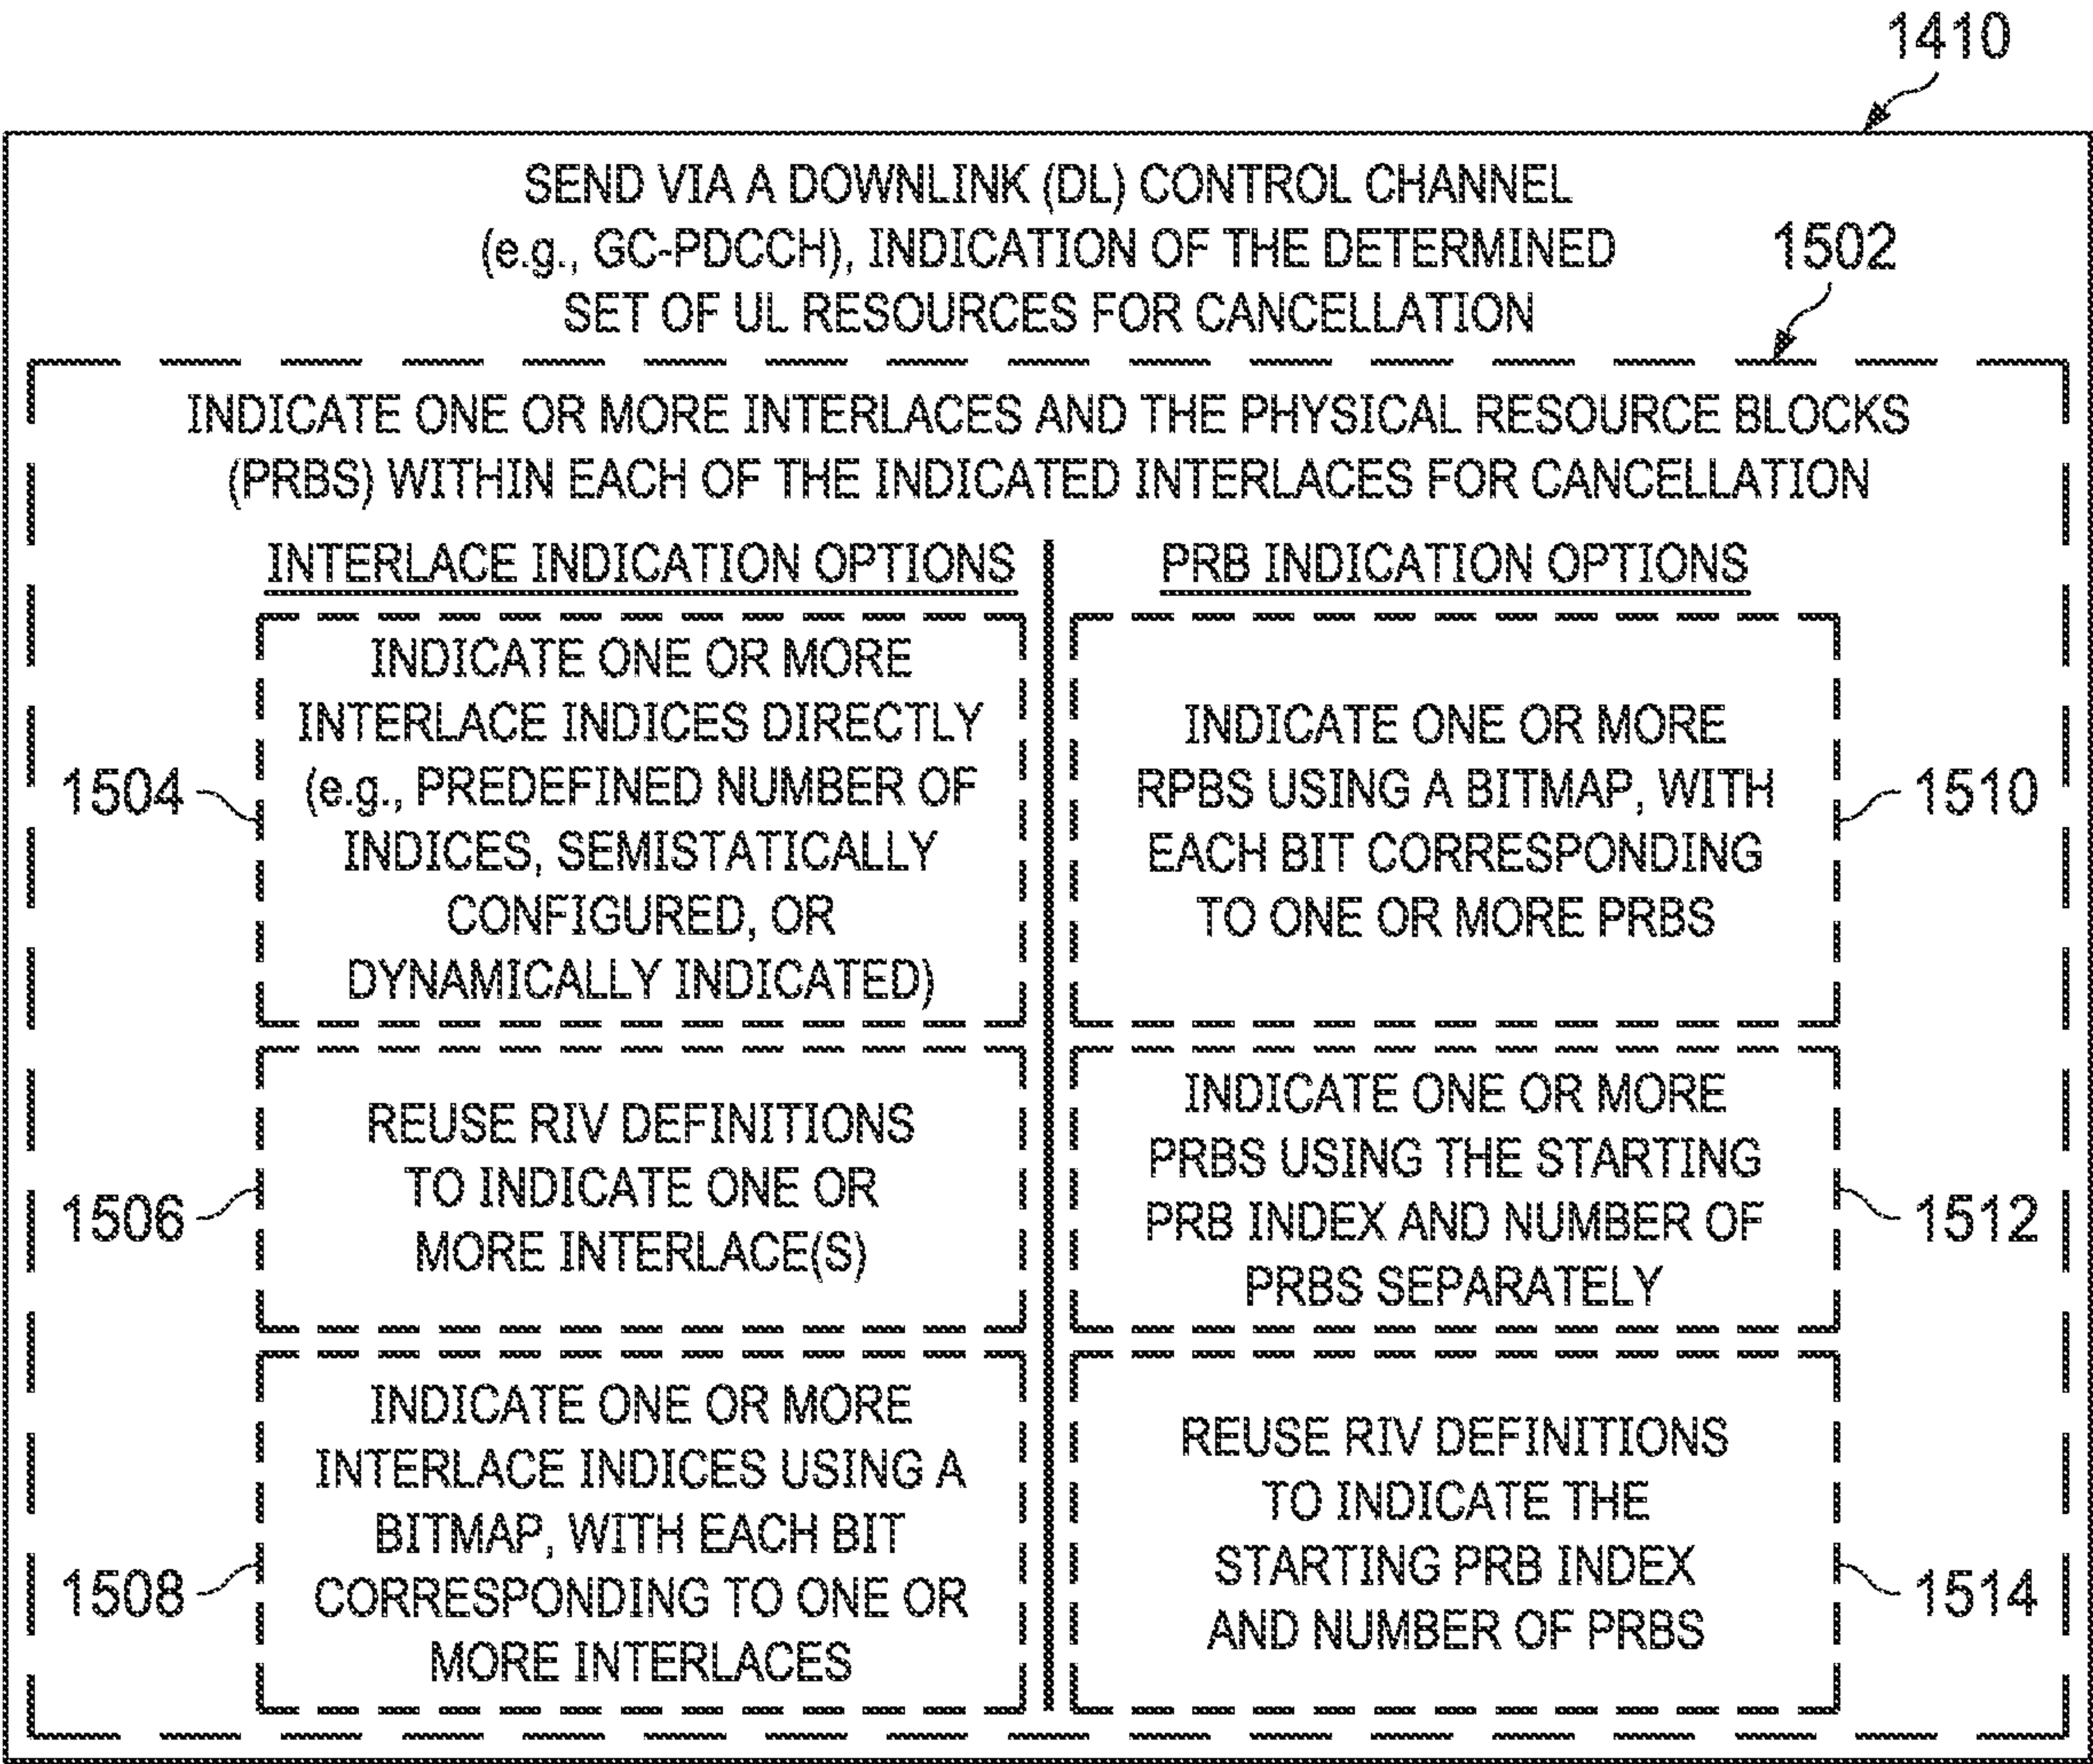 1410
SEND VIA A DOWNLINK (DL) CONTROL CHANNEL
(e.g., GC-PDCCH), INDICATION OF THE DETERMINED
SET OF UL RESOURCES FOR CANCELLATION
1502
INDICATE ONE OR MORE INTERLACES AND THE PHYSICAL RESOURCE BLOCKS
(PRBS) WITHIN EACH OF THE INDICATED INTERLACES FOR CANCELLATION
INTERLACE INDICATION OPTIONS
1504
INDICATE ONE OR MORE
INTERLACE INDICES DIRECTLY
(e.g., PREDEFINED NUMBER OF
INDICES, SEMISTATICALLY
CONFIGURED, OR
DYNAMICALLY INDICATED)
1506
REUSE RIV DEFINITIONS
TO INDICATE ONE OR
MORE INTERLACE(S)
1508
INDICATE ONE OR MORE
INTERLACE INDICES USING A
BITMAP, WITH EACH BIT
CORRESPONDING TO ONE OR
MORE INTERLACES
PRB INDICATION OPTIONS
INDICATE ONE OR MORE
RPBS USING A BITMAP, WITH
EACH BIT CORRESPONDING
TO ONE OR MORE PRBS
1510
INDICATE ONE OR MORE
PRBS USING THE STARTING
PRB INDEX AND NUMBER OF
PRBS SEPARATELY
1512
REUSE RIV DEFINITIONS
TO INDICATE THE
STARTING PRB INDEX
AND NUMBER OF PRBS
1514